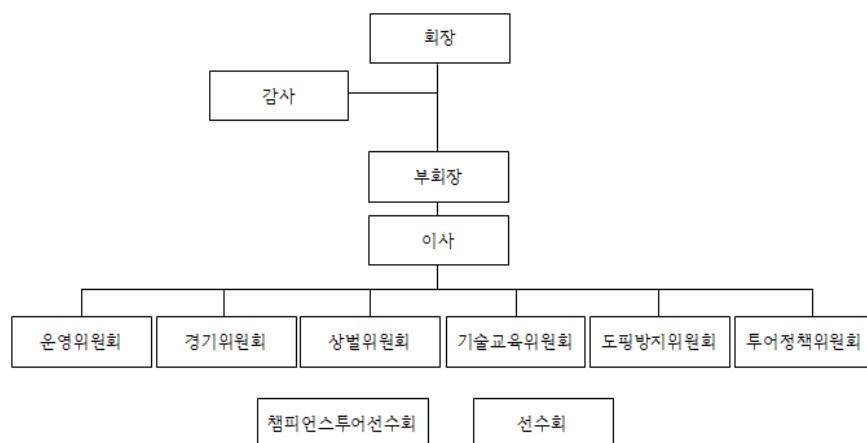 회장
감사
부회장
이사
운영위원회 경기위원회 상벌위원회 기술교육위원회 도핑방지위원회 투어정책위원회
챔피언스투어선수회 선수회